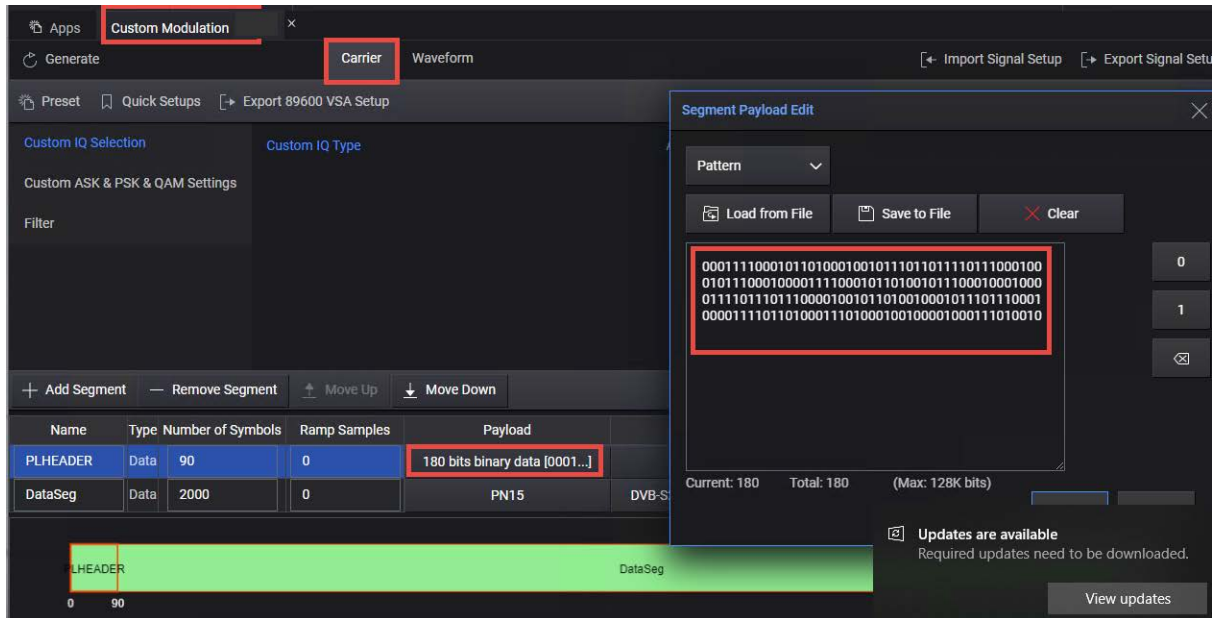 Apps Custom Modulation ×
Generate Carrier Waveform Import Signal Setup Export Signal Setu
Preset Quick Setups Export 89600 VSA Setup
Segment Payload Edit
Custom IQ Selection Custom IQ Type
Custom ASK & PSK & QAM Settings
Filter
Pattern
Load from File Save to File Clear
000111100010110100010010111011011110111000100
010111000100001111000101101001011100010001000
011110111011100001001011010010001011101110001
000011110110100011101000100100001000111010010
0
1
+ Add Segment — Remove Segment Move Up Move Down
Name Type Number of Symbols Ramp Samples Payload
PLHEADER Data 90 0 180 bits binary data [0001...]
DataSeg Data 2000 0 PN15 DVB-S
Current: 180 Total: 180 (Max: 128K bits)
Updates are available
Required updates need to be downloaded.
View updates
LHEADER DataSeg
0 90